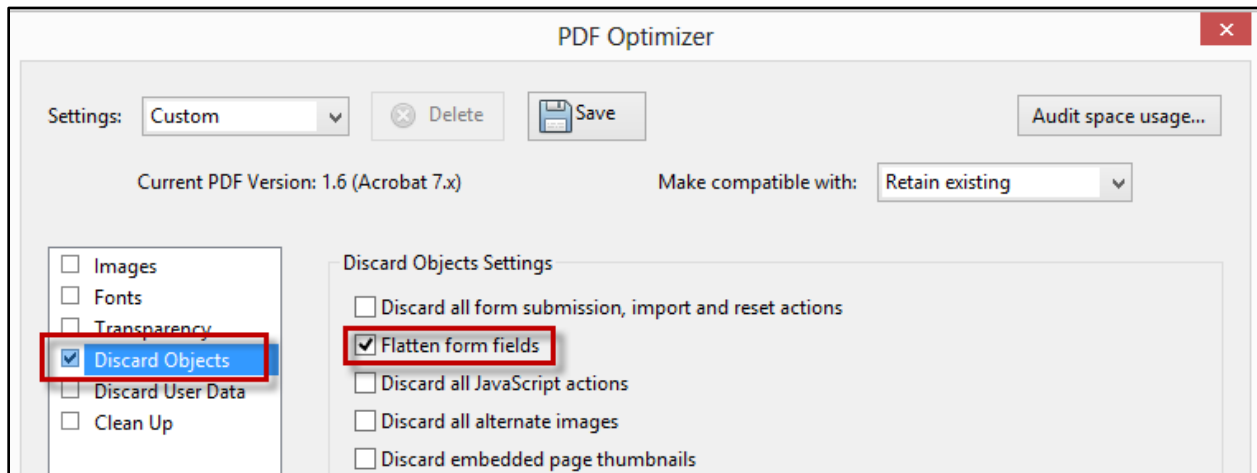 PDF Optimizer
Settings: Custom Delete Save Audit space usage...
Current PDF Version: 1.6 (Acrobat 7.x) Make compatible with: Retain existing
Images
Fonts
Transparency
Discard Objects
Discard User Data
Clean Up
Discard Objects Settings
Discard all form submission, import and reset actions
Flatten form fields
Discard all JavaScript actions
Discard all alternate images
Discard embedded page thumbnails